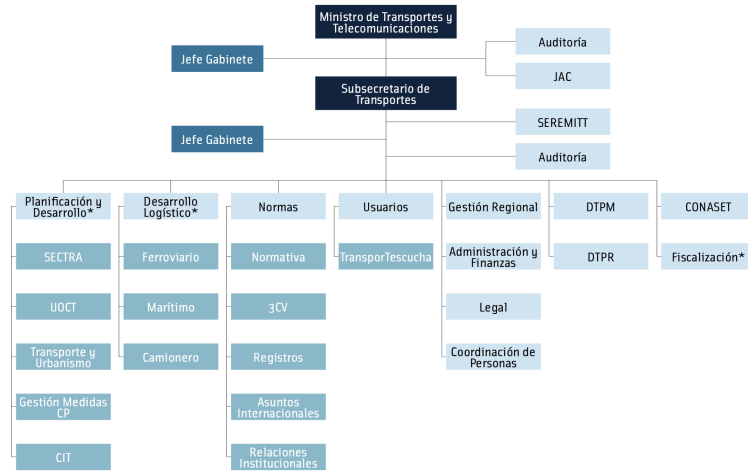 Ministro de Transportes y
Telecomunicaciones
Jefe Gabinete
Auditoría
JAC
Subsecretario de
Transportes
SEREMITT
Jefe Gabinete
Auditoría
Planificación y
Desarrollo*
Desarrollo
Logístico*
Normas
Usuarios
Gestión Regional
DTPM
CONASET
SECTRA
Ferroviario
Normativa
TransporTescucha
Administración y
Finanzas
DTPR
Fiscalización*
UOCT
Marítimo
3CV
Legal
Transporte y
Urbanismo
Camionero
Registros
Coordinación de
Personas
Gestión Medidas
CP
Asuntos
Internacionales
CIT
Relaciones
Institucionales